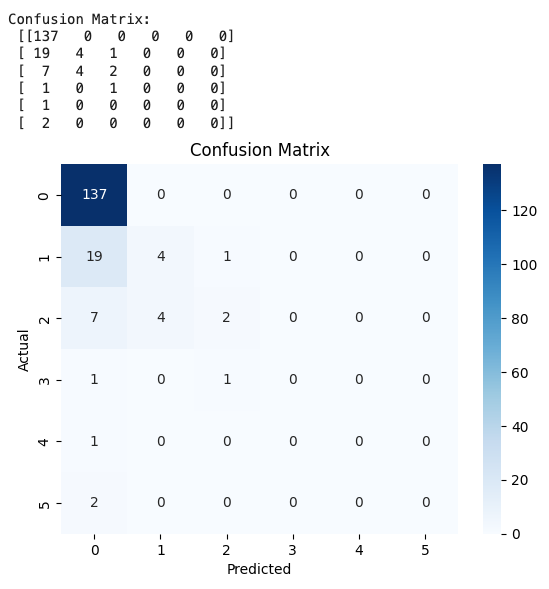 Confusion Matrix:
[[137   0   0   0   0   0]
[ 19   4   1   0   0   0]
[  7   4   2   0   0   0]
[  1   0   1   0   0   0]
[  1   0   0   0   0   0]
[  2   0   0   0   0   0]]
Confusion Matrix
0 137 0 0 0 0 0
1 19 4 1 0 0 0
2 7 4 2 0 0 0
3 1 0 1 0 0 0
4 1 0 0 0 0 0
5 2 0 0 0 0 0
Actual
0 1 2 3 4 5
Predicted
120
100
80
60
40
20
0